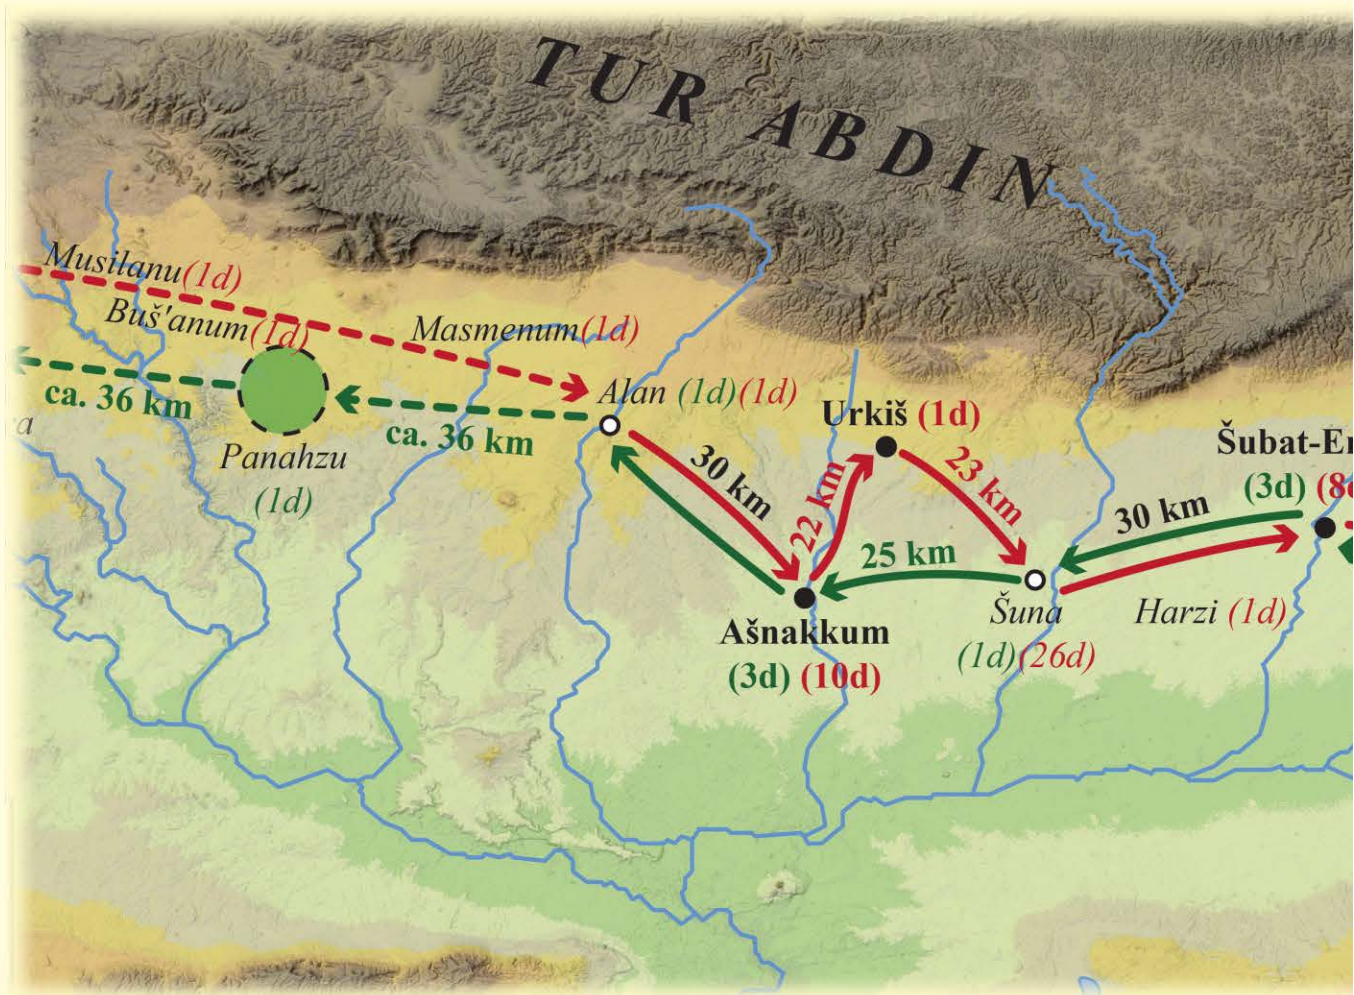 TUR ABDIN
Musilanu (1d)
Buš'anum (1d)
Masmenum (1d)
ca. 36 km
ca. 36 km
Panahzu
(1d)
Alan (1d) (1d)
30 km
22 km
Urkiš (1d)
23 km
25 km
Ašnakkum
(3d) (10d)
Šuna
(1d) (26d)
30 km
Harzi (1d)
Šubat-En
(3d) (8d